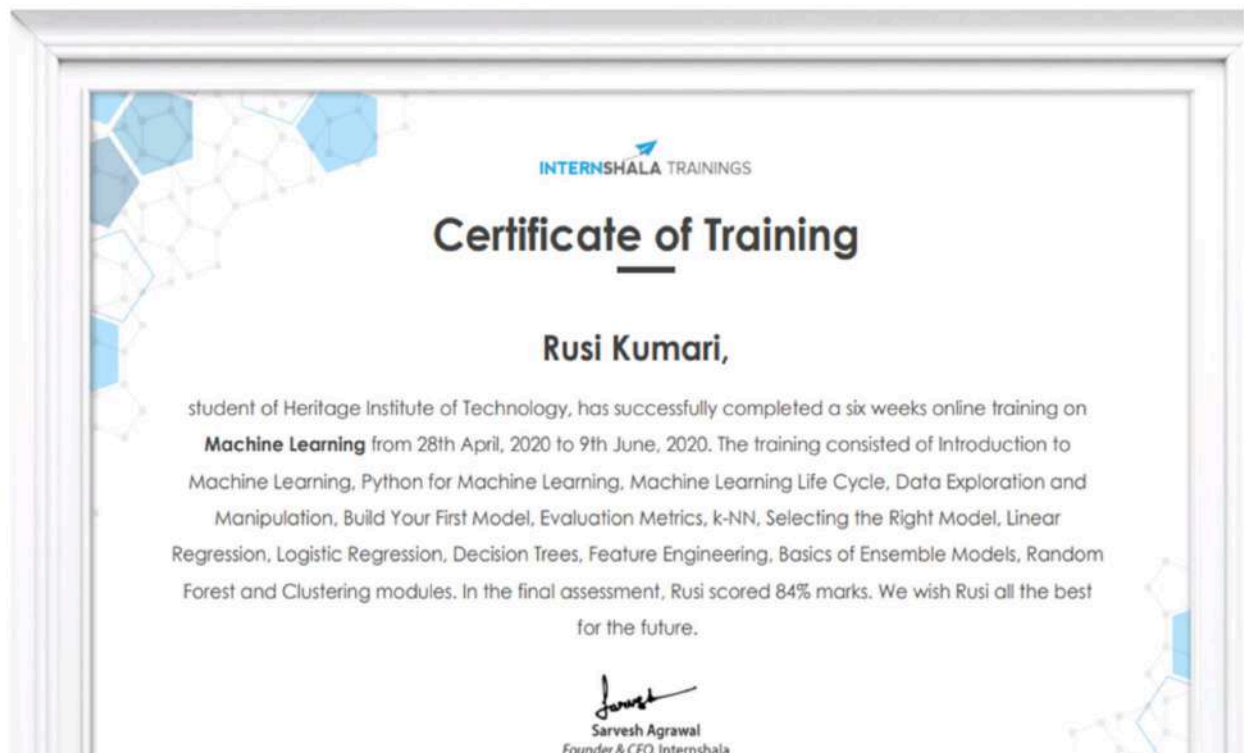 INTERNSHALA TRAININGS
Certificate of Training
Rusi Kumari,
student of Heritage Institute of Technology, has successfully completed a six weeks online training on
Machine Learning from 28th April, 2020 to 9th June, 2020. The training consisted of Introduction to
Machine Learning, Python for Machine Learning, Machine Learning Life Cycle, Data Exploration and
Manipulation, Build Your First Model, Evaluation Metrics, k-NN, Selecting the Right Model, Linear
Regression, Logistic Regression, Decision Trees, Feature Engineering, Basics of Ensemble Models, Random
Forest and Clustering modules. In the final assessment, Rusi scored 84% marks. We wish Rusi all the best
for the future.
Sarvesh
Sarvesh Agrawal
Founder & CEO, Internshala